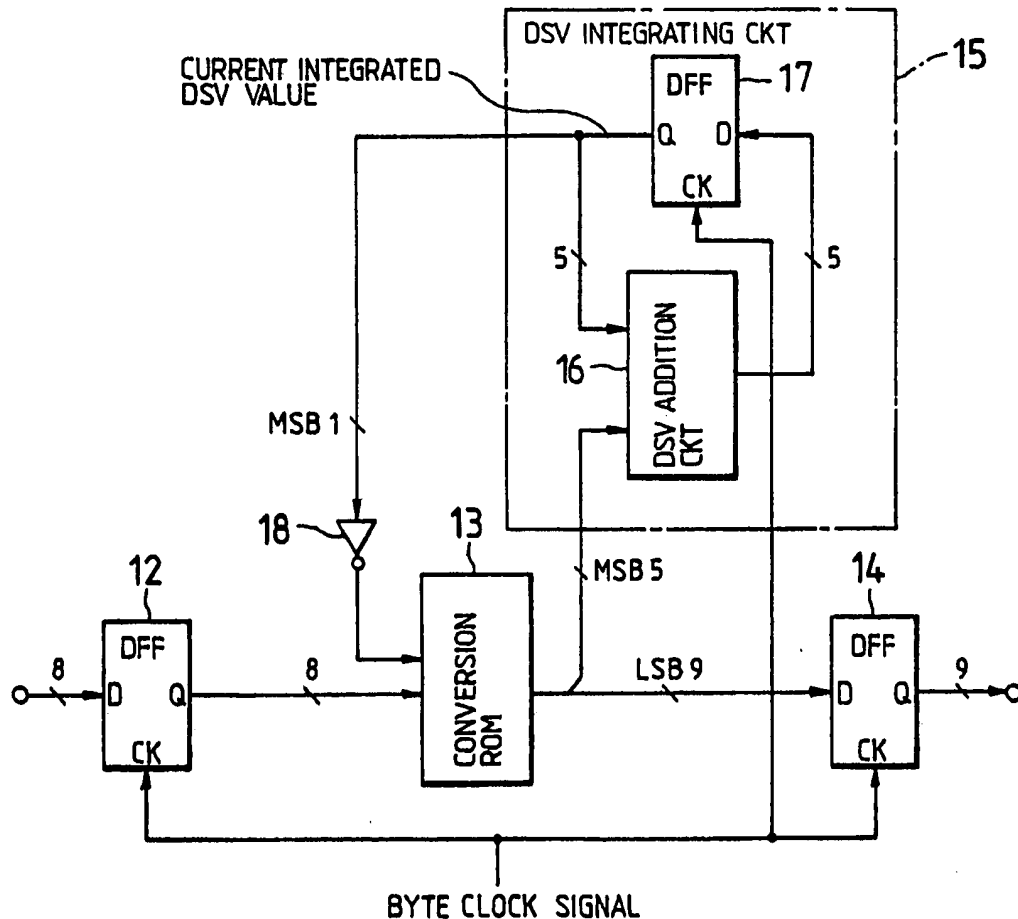 DSV INTEGRATING CKT
15
CURRENT INTEGRATED
DSV VALUE
DFF
17
Q D
CK
5
5
16
DSV ADDITION
CKT
MSB 1
18
13
MSB 5
12
14
DFF
8
D Q
CK
8
CONVERSION
ROM
LSB 9
DFF
D Q
CK
9
BYTE CLOCK SIGNAL